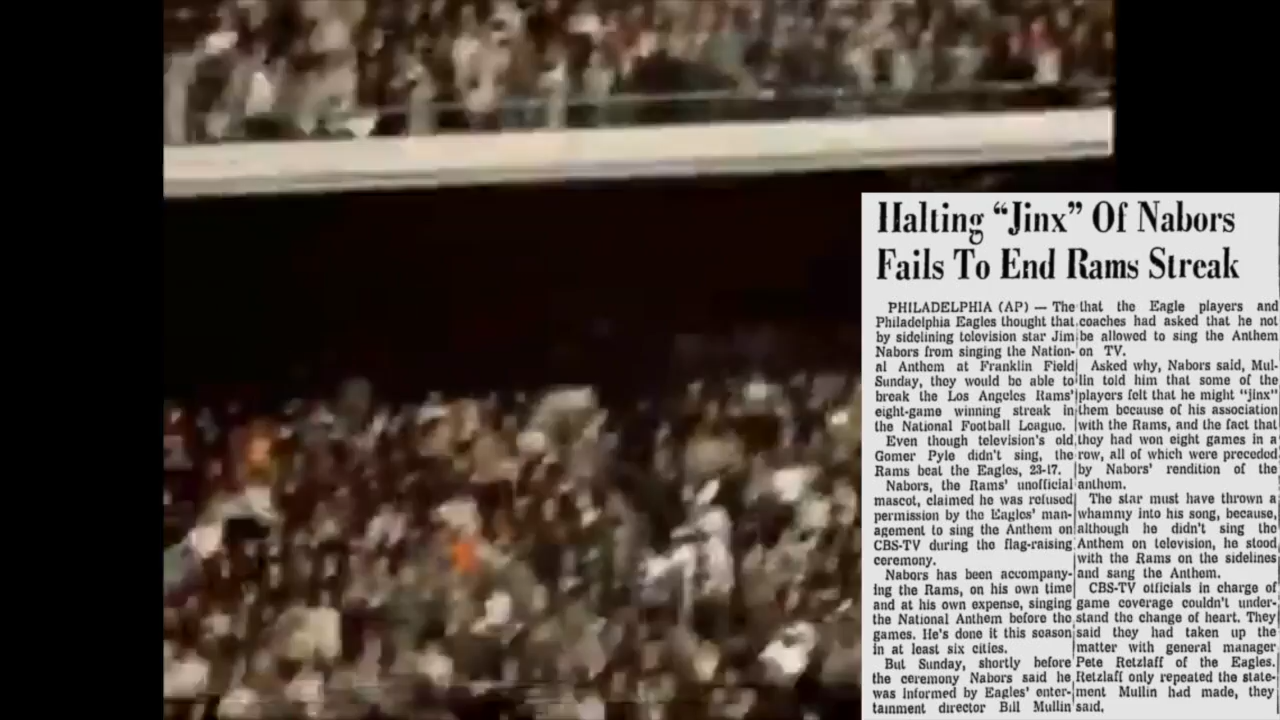 Halting “Jinx” Of Nabors
Fails To End Rams Streak
PHILADELPHIA (AP) — The
Philadelphia Eagles thought that
by sidelining television star Jim
Nabors from singing the Nation-
al Anthem at Franklin Field
Sunday, they would be able to
break the Los Angeles Rams'
eight-game winning streak in
the National Football League.
Even though television's old
Gomer Pyle didn't sing, the
Rams beat the Eagles, 23-17.
Nabors, the Rams' unofficial
mascot, claimed he was refused
permission by the Eagles' man-
agement to sing the Anthem on
CBS-TV during the flag-raising
ceremony.
Nabors has been accompany-
ing the Rams, on his own time
and at his own expense, singing
the National Anthem before the
games. He's done it this season
in at least six cities.
But Sunday, shortly before
the ceremony Nabors said he
was informed by Eagles' enter-
tainment director Bill Mullin
that the Eagle players and
coaches had asked that he not
be allowed to sing the Anthem
on TV.
Asked why, Nabors said, Mul-
lin told him that some of the
players felt that he might "jinx"
them because of his association
with the Rams, and the fact that
they had won eight games in a
row, all of which were preceded
by Nabors' rendition of the
anthem.
The star must have thrown a
whammy into his song, because,
although he didn't sing the
Anthem on television, he stood
with the Rams on the sidelines
and sang the Anthem.
CBS-TV officials in charge of
game coverage couldn't under-
stand the change of heart. They
said they had taken up the
matter with general manager
Pete Retzlaff of the Eagles.
Retzlaff only repeated the state-
ment Mullin had made, they
said.